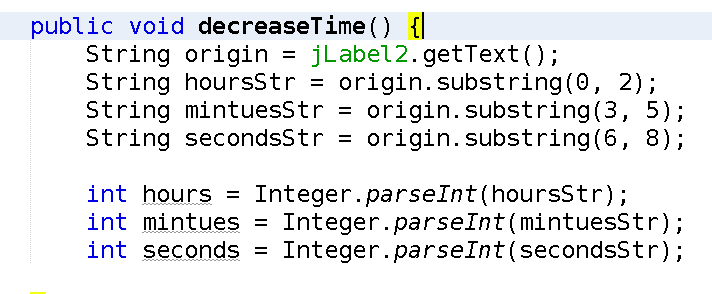 public void decreaseTime() {
    String origin = jLabel2.getText();
    String hoursStr = origin.substring(0, 2);
    String mintuesStr = origin.substring(3, 5);
    String secondsStr = origin.substring(6, 8);

    int hours = Integer.parseInt(hoursStr);
    int mintues = Integer.parseInt(mintuesStr);
    int seconds = Integer.parseInt(secondsStr);